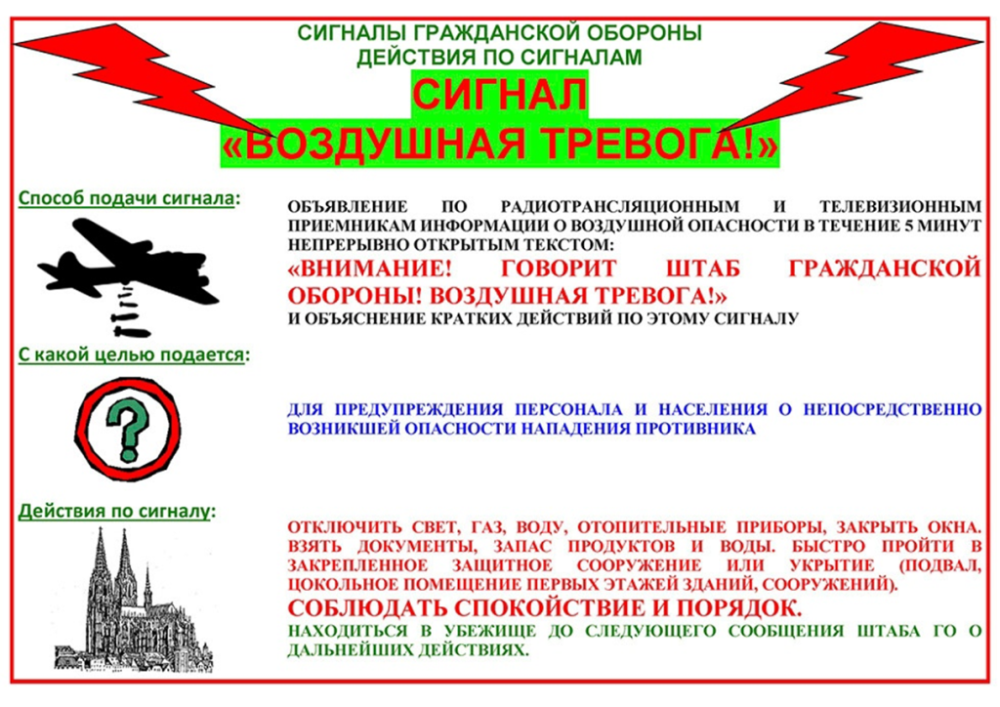 СИГНАЛЫ ГРАЖДАНСКОЙ ОБОРОНЫ
ДЕЙСТВИЯ ПО СИГНАЛАМ
СИГНАЛ
«ВОЗДУШНАЯ ТРЕВОГА!»
Способ подачи сигнала:
ОБЪЯВЛЕНИЕ ПО РАДИОТРАНСЛЯЦИОННЫМ И ТЕЛЕВИЗИОННЫМ
ПРИЕМНИКАМ ИНФОРМАЦИИ О ВОЗДУШНОЙ ОПАСНОСТИ В ТЕЧЕНИЕ 5 МИНУТ
НЕПРЕРЫВНО ОТКРЫТЫМ ТЕКСТОМ:
«ВНИМАНИЕ! ГОВОРИТ ШТАБ ГРАЖДАНСКОЙ
ОБОРОНЫ! ВОЗДУШНАЯ ТРЕВОГА!»
И ОБЪЯСНЕНИЕ КРАТКИХ ДЕЙСТВИЙ ПО ЭТОМУ СИГНАЛУ
С какой целью подается:
ДЛЯ ПРЕДУПРЕЖДЕНИЯ ПЕРСОНАЛА И НАСЕЛЕНИЯ О НЕПОСРЕДСТВЕННО
ВОЗНИКШЕЙ ОПАСНОСТИ НАПАДЕНИЯ ПРОТИВНИКА
Действия по сигналу:
ОТКЛЮЧИТЬ СВЕТ, ГАЗ, ВОДУ, ОТОПИТЕЛЬНЫЕ ПРИБОРЫ, ЗАКРЫТЬ ОКНА.
ВЗЯТЬ ДОКУМЕНТЫ, ЗАПАС ПРОДУКТОВ И ВОДЫ. БЫСТРО ПРОЙТИ В
ЗАКРЕПЛЕННОЕ ЗАЩИТНОЕ СООРУЖЕНИЕ ИЛИ УКРЫТИЕ (ПОДВАЛ,
ЦОКОЛЬНОЕ ПОМЕЩЕНИЕ ПЕРВЫХ ЭТАЖЕЙ ЗДАНИЙ, СООРУЖЕНИЙ).
СОБЛЮДАТЬ СПОКОЙСТВИЕ И ПОРЯДОК.
НАХОДИТЬСЯ В УБЕЖИЩЕ ДО СЛЕДУЮЩЕГО СООБЩЕНИЯ ШТАБА ГО О
ДАЛЬНЕЙШИХ ДЕЙСТВИЯХ.